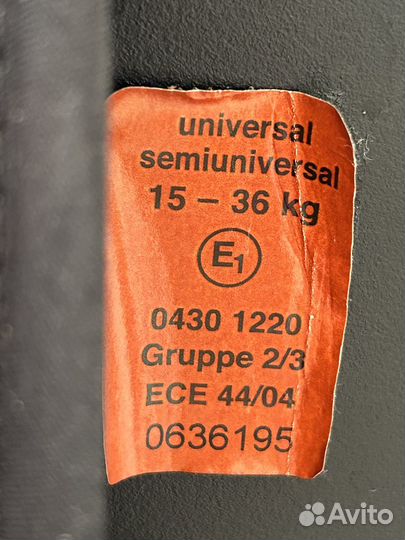 universal
semiuniversal
15 – 36 kg
E1
0430 1220
Gruppe 2/3
ECE 44/04
0636195
Avito